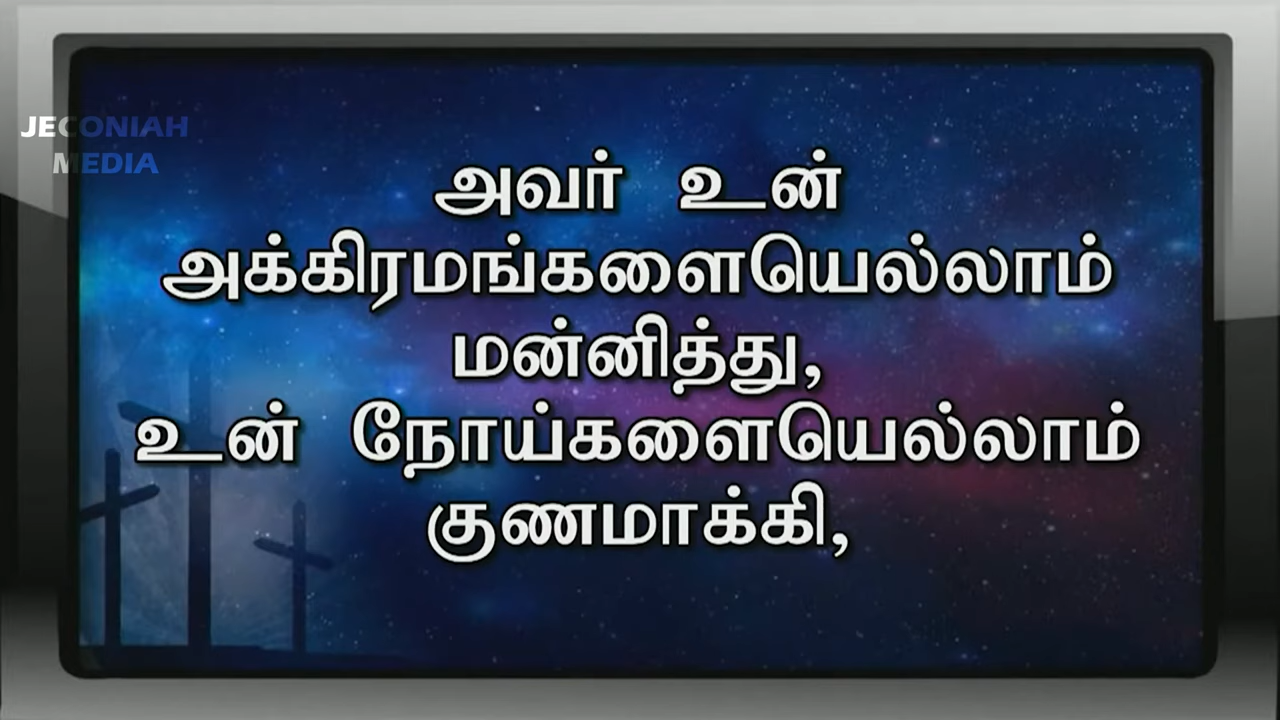 JECONIAH
MEDIA
அவர் உன்
அக்கிரமங்களையெல்லாம்
மன்னித்து,
உன் நோய்களையெல்லாம்
குணமாக்கி,